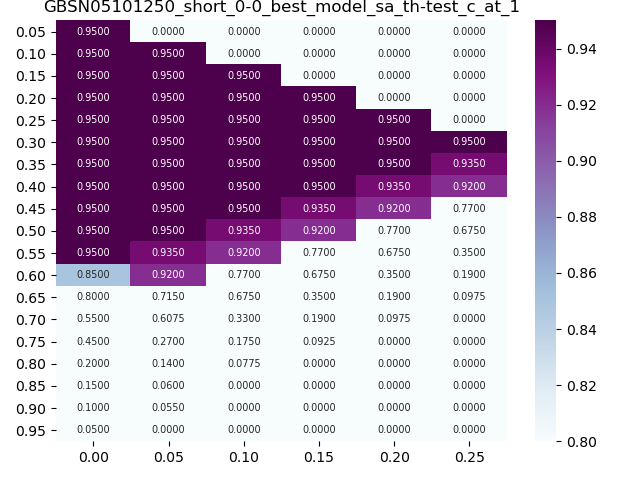 GBSN05101250_short_0-0_best_model_sa_th-test_c_at_1
0.05 0.9500 0.0000 0.0000 0.0000 0.0000 0.0000
0.10 0.9500 0.9500 0.0000 0.0000 0.0000 0.0000
0.15 0.9500 0.9500 0.9500 0.0000 0.0000 0.0000
0.20 0.9500 0.9500 0.9500 0.9500 0.0000 0.0000
0.25 0.9500 0.9500 0.9500 0.9500 0.9500 0.0000
0.30 0.9500 0.9500 0.9500 0.9500 0.9500 0.9500
0.35 0.9500 0.9500 0.9500 0.9500 0.9500 0.9350
0.40 0.9500 0.9500 0.9500 0.9500 0.9350 0.9200
0.45 0.9500 0.9500 0.9500 0.9350 0.9200 0.7700
0.50 0.9500 0.9500 0.9350 0.9200 0.7700 0.6750
0.55 0.9500 0.9350 0.9200 0.7700 0.6750 0.3500
0.60 0.8500 0.9200 0.7700 0.6750 0.3500 0.1900
0.65 0.8000 0.7150 0.6750 0.3500 0.1900 0.0975
0.70 0.5500 0.6075 0.3300 0.1900 0.0975 0.0000
0.75 0.4500 0.2700 0.1750 0.0925 0.0000 0.0000
0.80 0.2000 0.1400 0.0775 0.0000 0.0000 0.0000
0.85 0.1500 0.0600 0.0000 0.0000 0.0000 0.0000
0.90 0.1000 0.0550 0.0000 0.0000 0.0000 0.0000
0.95 0.0500 0.0000 0.0000 0.0000 0.0000 0.0000
0.00 0.05 0.10 0.15 0.20 0.25
0.94
0.92
0.90
0.88
0.86
0.84
0.82
0.80